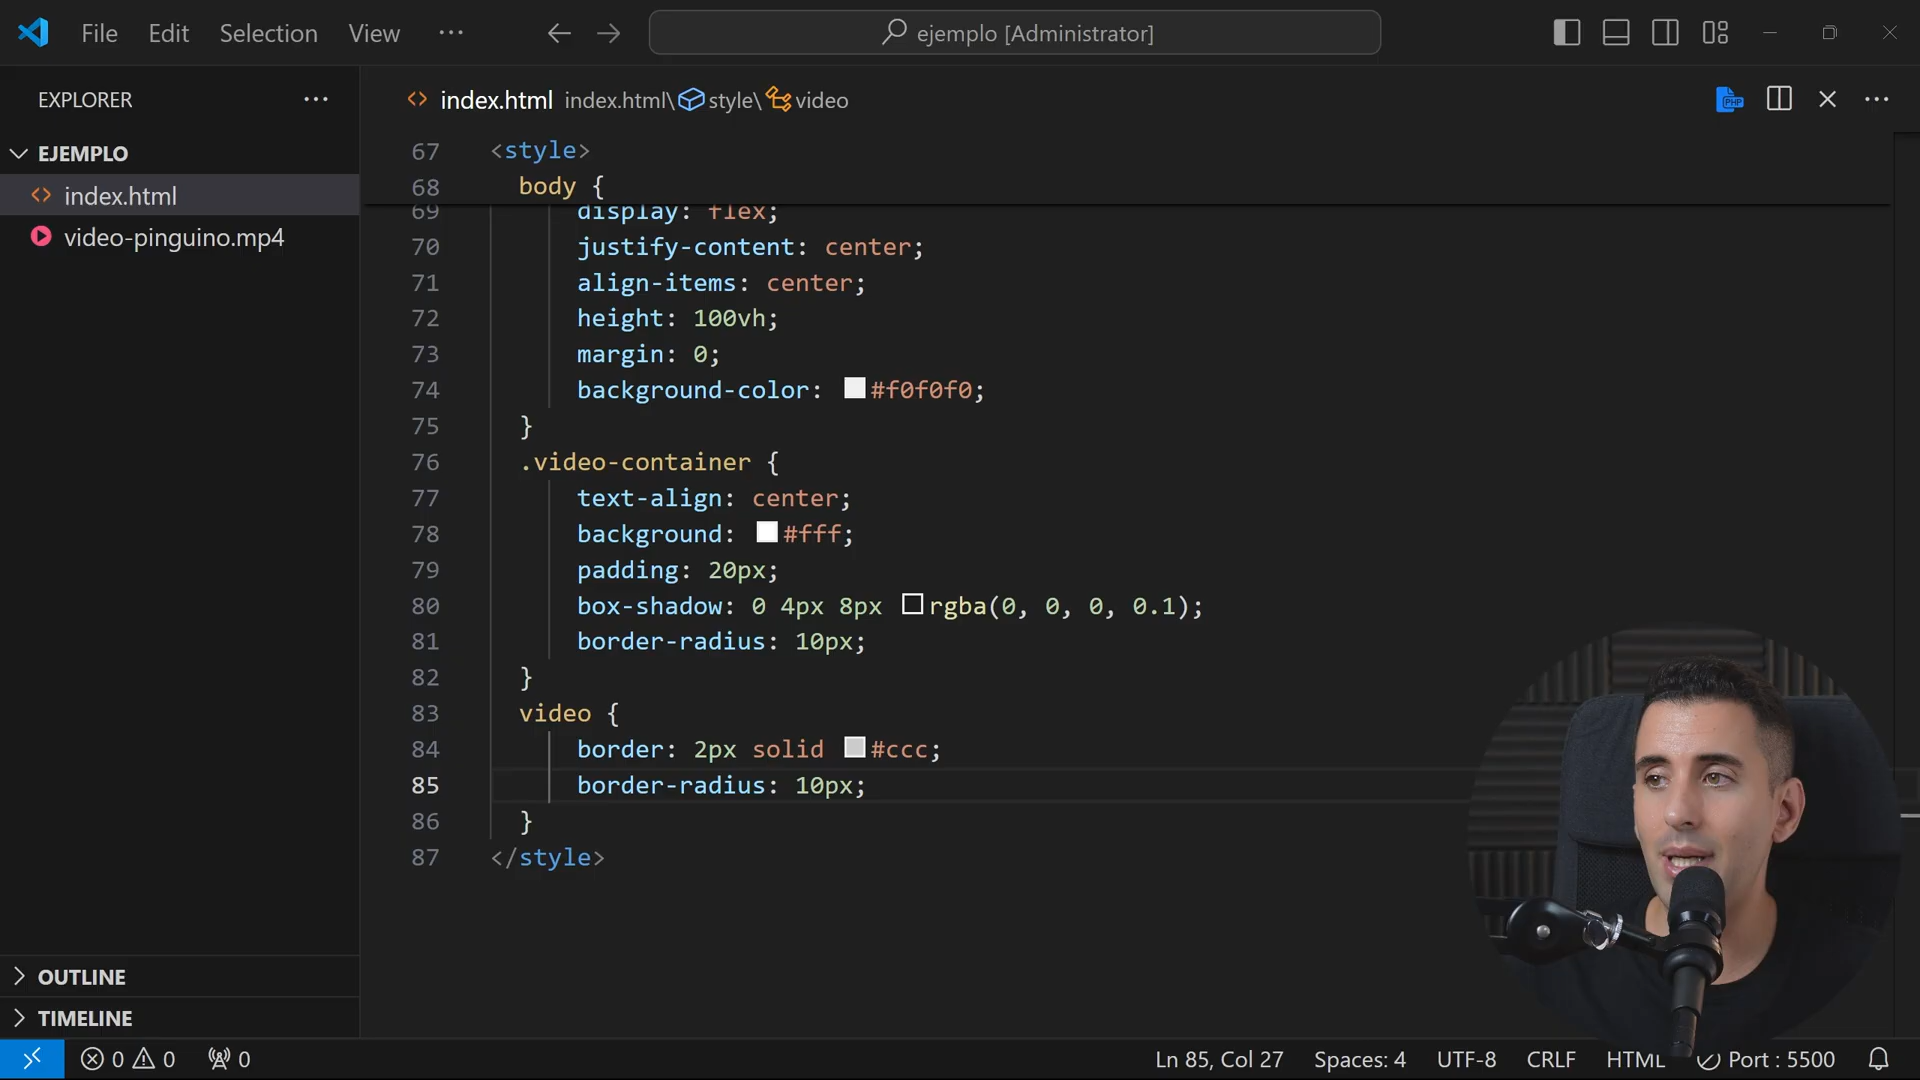 File Edit Selection View ···
ejemplo [Administrator]
EXPLORER
EJEMPLO
index.html
video-pinguino.mp4
index.html index.html\style\video
67 <style>
68 body {
69 display: flex;
70 justify-content: center;
71 align-items: center;
72 height: 100vh;
73 margin: 0;
74 background-color: #f0f0f0;
75 }
76 .video-container {
77 text-align: center;
78 background: #fff;
79 padding: 20px;
80 box-shadow: 0 4px 8px rgba(0, 0, 0, 0.1);
81 border-radius: 10px;
82 }
83 video {
84 border: 2px solid #ccc;
85 border-radius: 10px;
86 }
87 </style>
OUTLINE
TIMELINE
0 0 0
Ln 85, Col 27 Spaces: 4 UTF-8 CRLF HTML Port : 5500
PHP